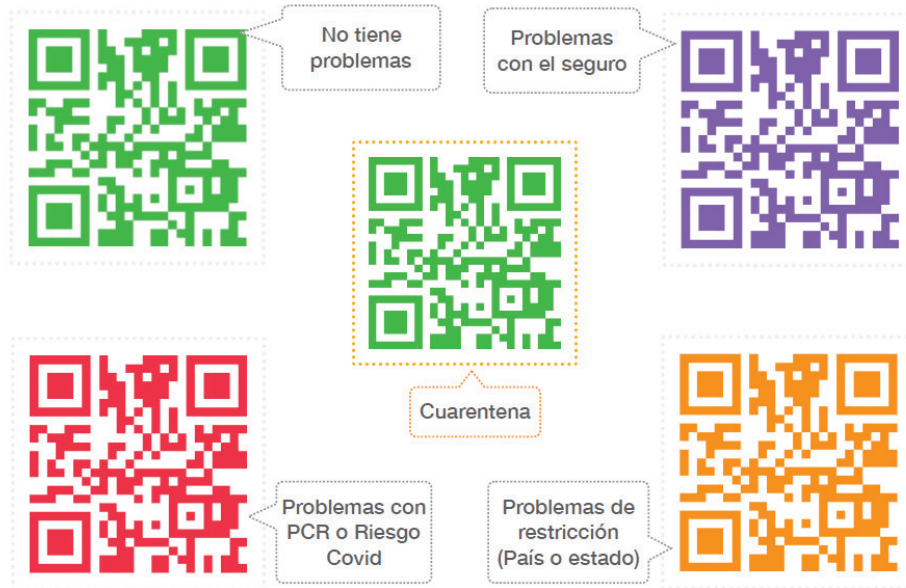 No tiene
problemas
Problemas
con el seguro
Cuarentena
Problemas con
PCR o Riesgo
Covid
Problemas de
restricción
(País o estado)